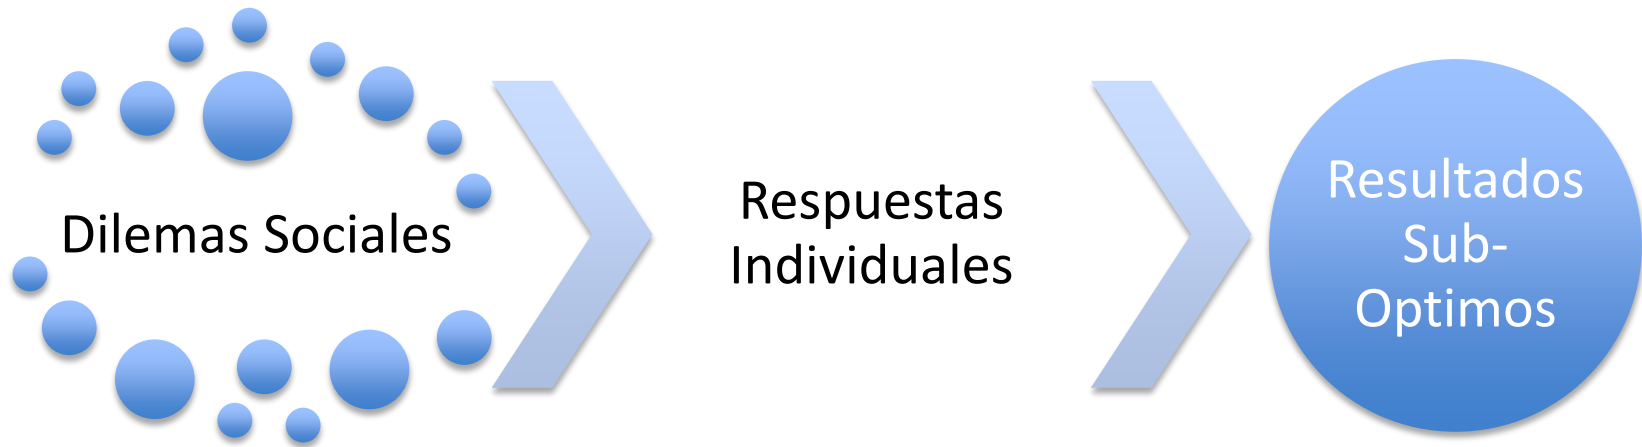 Dilemas Sociales
Respuestas
Individuales
Resultados
Sub-
Optimos